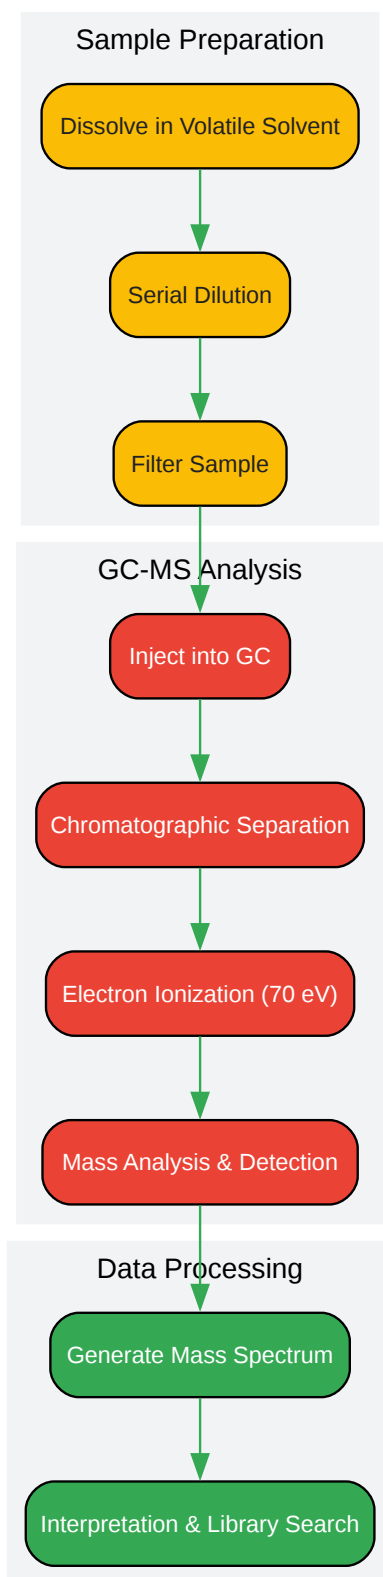 Sample Preparation
Dissolve in Volatile Solvent
Serial Dilution
Filter Sample
GC-MS Analysis
Inject into GC
Chromatographic Separation
Electron Ionization (70 eV)
Mass Analysis & Detection
Data Processing
Generate Mass Spectrum
Interpretation & Library Search